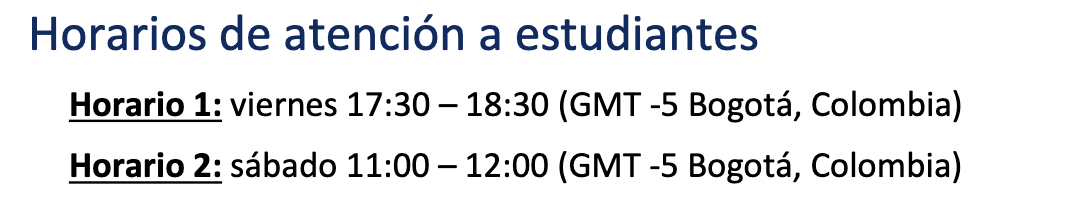 Horarios de atención a estudiantes
Horario 1: viernes 17:30 – 18:30 (GMT -5 Bogotá, Colombia)
Horario 2: sábado 11:00 – 12:00 (GMT -5 Bogotá, Colombia)